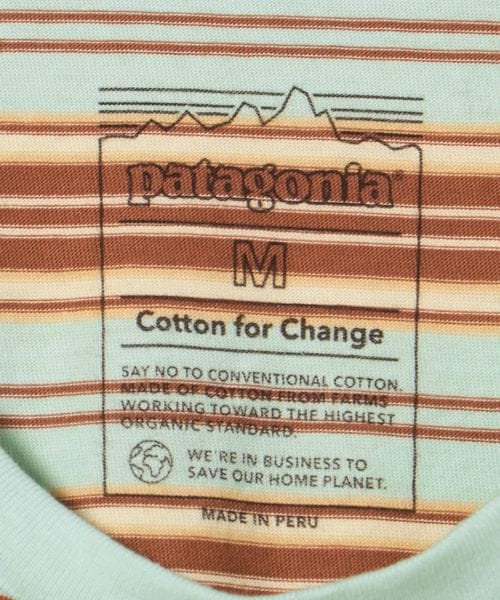 patagonia®
M
Cotton for Change
SAY NO TO CONVENTIONAL COTTON.
MADE OF COTTON FROM FARMS
WORKING TOWARD THE HIGHEST
ORGANIC STANDARD.
WE'RE IN BUSINESS TO
SAVE OUR HOME PLANET.
MADE IN PERU